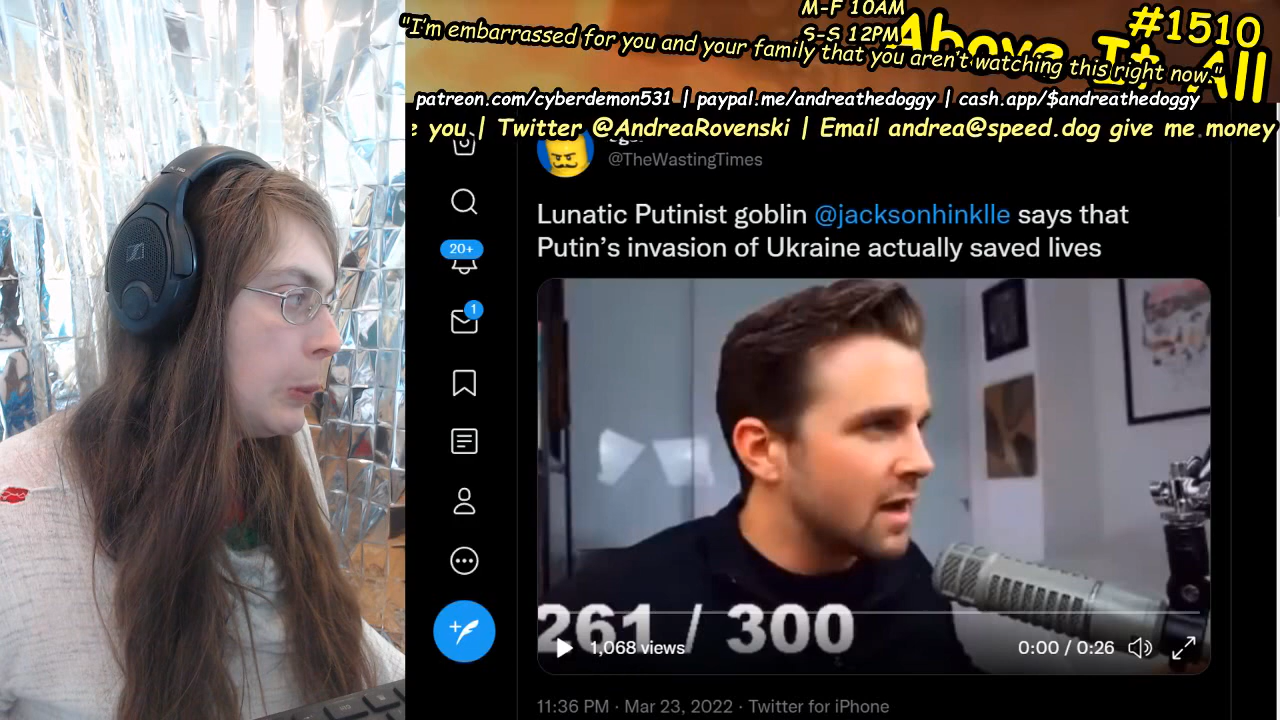 M-F 10AM
S-S 12PM
#1510
Above It All
"I'm embarrassed for you and your family that you aren't watching this right now."
patreon.com/cyberdemon531 | paypal.me/andreathedoggy | cash.app/$andreathedoggy
e you | Twitter @AndreaRovenski | Email andrea@speed.dog give me money
@TheWastingTimes
Lunatic Putinist goblin @jacksonhinklle says that
Putin's invasion of Ukraine actually saved lives
20+
1
261 / 300
1,068 views
0:00 / 0:26
11:36 PM · Mar 23, 2022 · Twitter for iPhone